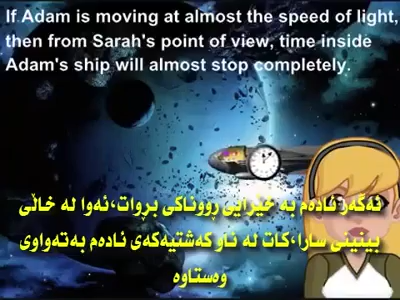 If Adam is moving at almost the speed of light,
then from Sarah's point of view, time inside
Adam's ship will almost stop completely.
ئەگەر ئادەم بە خێرایی ڕووناکی بڕوات،ئەوا لە خاڵی
بینینی سارا،کات لە ناو کەشتیەکەی ئادەم بەتەواوی
وەستاوە